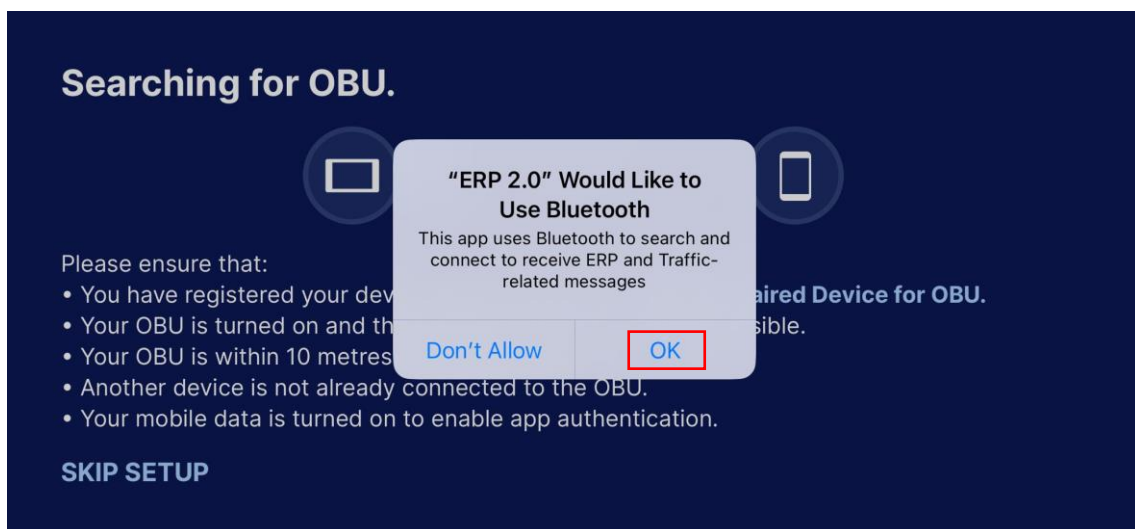 Searching for OBU.
"ERP 2.0" Would Like to
Use Bluetooth
This app uses Bluetooth to search and
connect to receive ERP and Traffic-
related messages
Don't Allow
OK
Please ensure that:
• You have registered your dev
aired Device for OBU.
• Your OBU is turned on and th
sible.
• Your OBU is within 10 metres
• Another device is not already connected to the OBU.
• Your mobile data is turned on to enable app authentication.
SKIP SETUP